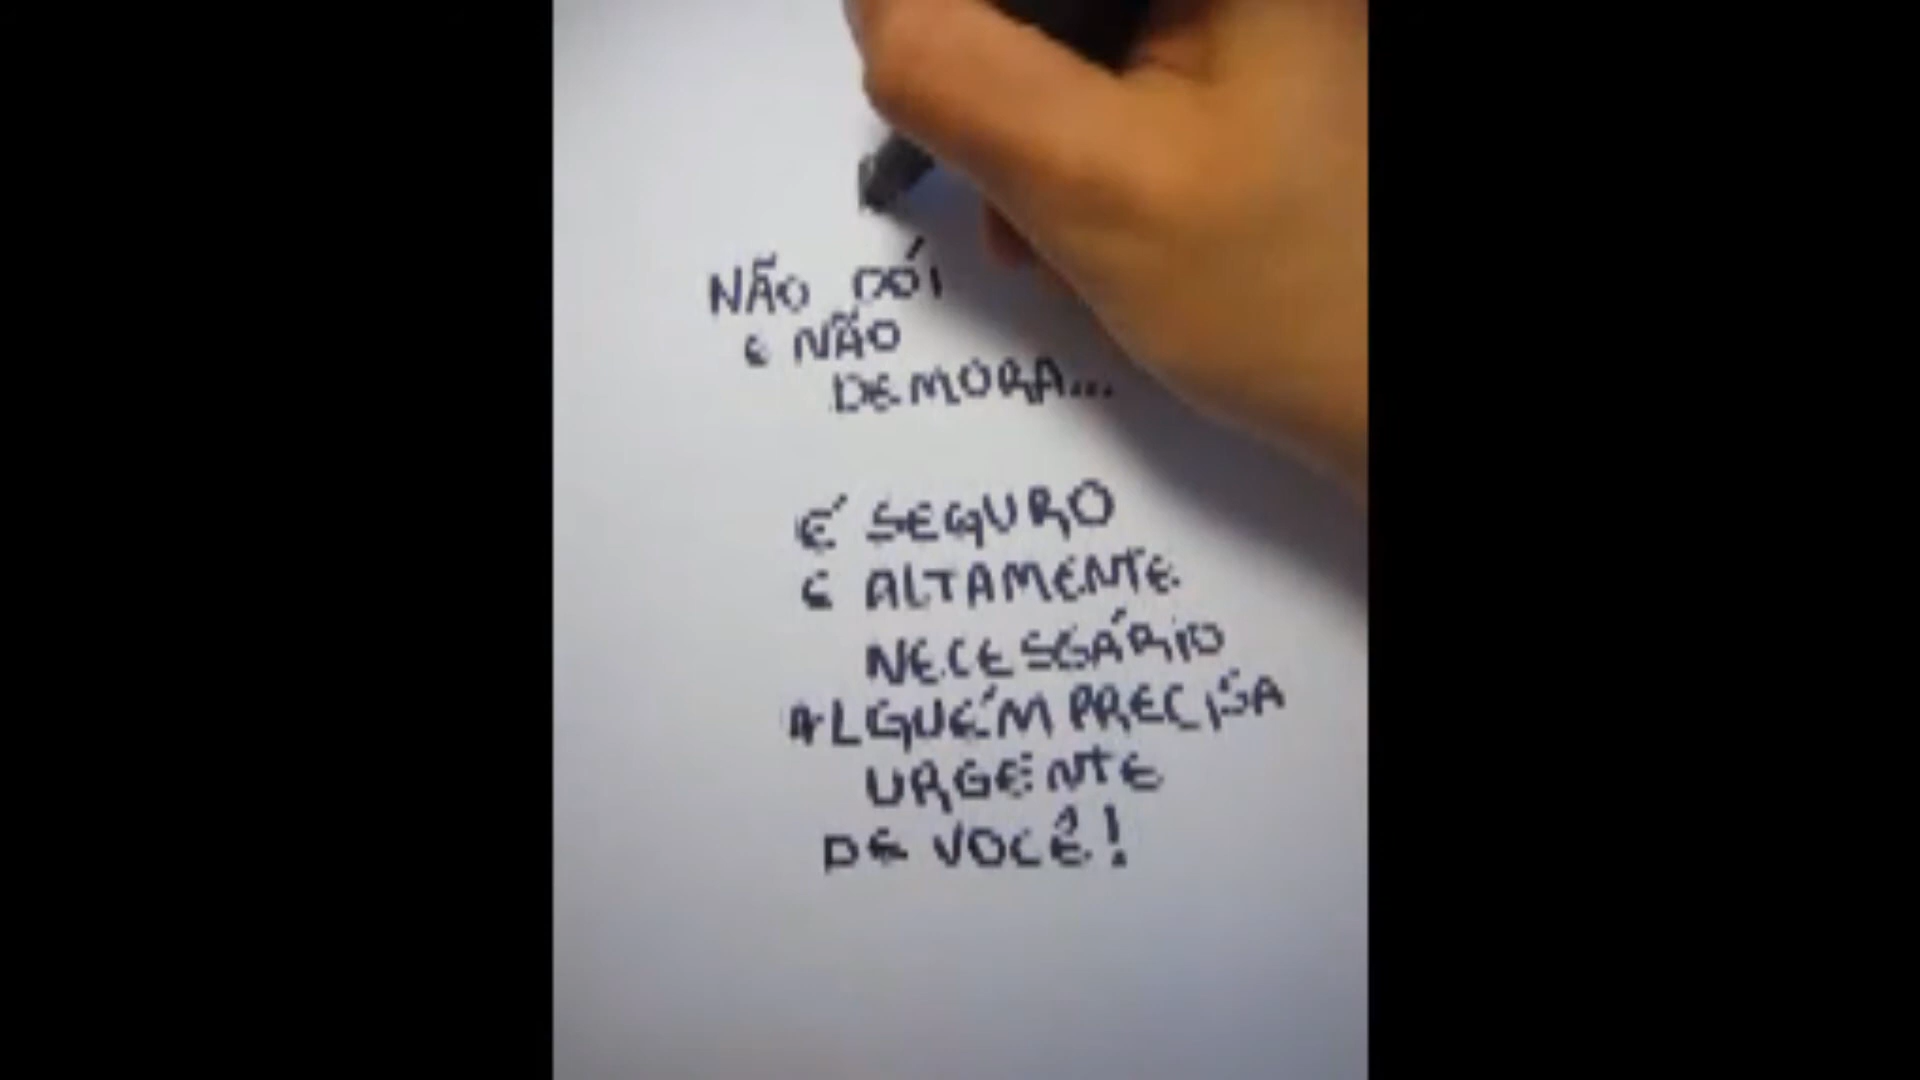 NÃO DÓI
E NÃO
DEMORA...
É SEGURO
E ALTAMENTE
NECESSÁRIO
ALGUÉM PRECISA
URGENTE
DE VOCÊ!